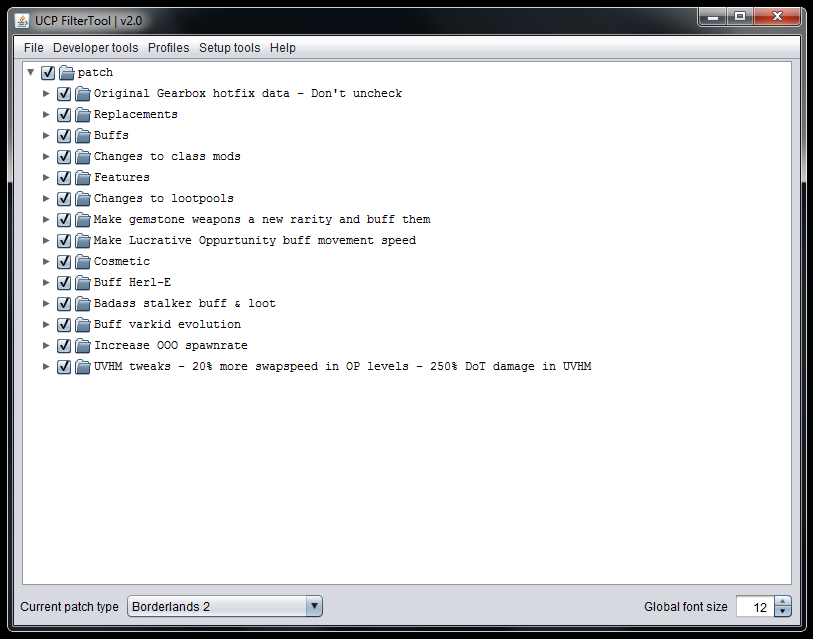 UCP FilterTool | v2.0
File Developer tools Profiles Setup tools Help
patch
Original Gearbox hotfix data - Don't uncheck
Replacements
Buffs
Changes to class mods
Features
Changes to lootpools
Make gemstone weapons a new rarity and buff them
Make Lucrative Oppurtunity buff movement speed
Cosmetic
Buff Herl-E
Badass stalker buff & loot
Buff varkid evolution
Increase OOO spawnrate
UVHM tweaks - 20% more swapspeed in OP levels - 250% DoT damage in UVHM
Current patch type Borderlands 2 Global font size 12